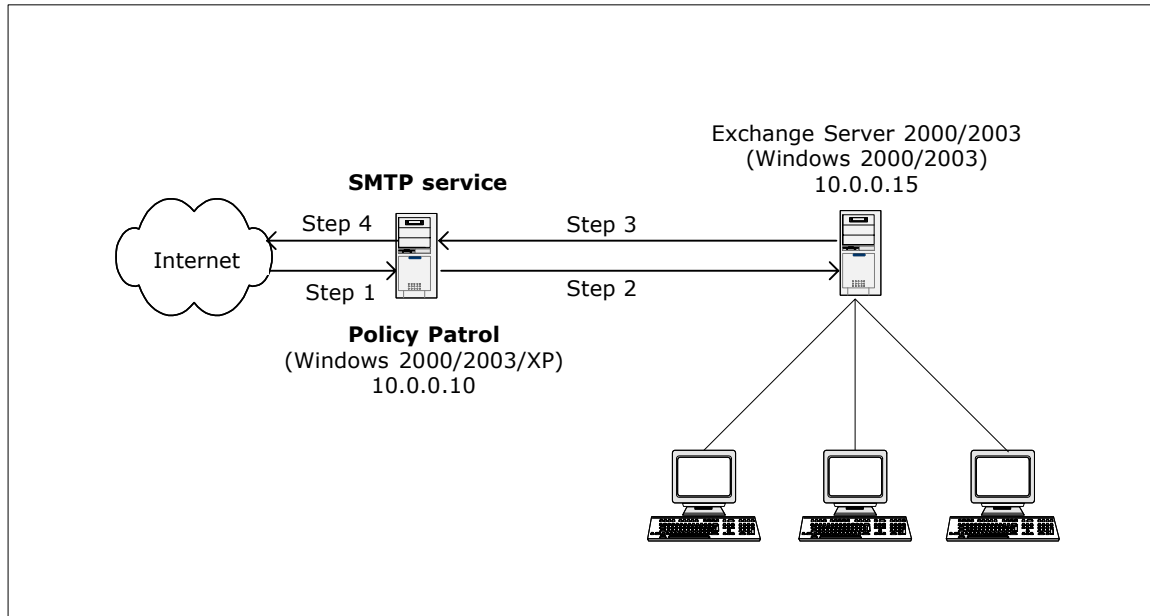 Exchange Server 2000/2003
(Windows 2000/2003)
10.0.0.15
SMTP service
Step 4
Step 3
Internet
Step 1
Step 2
Policy Patrol
(Windows 2000/2003/XP)
10.0.0.10